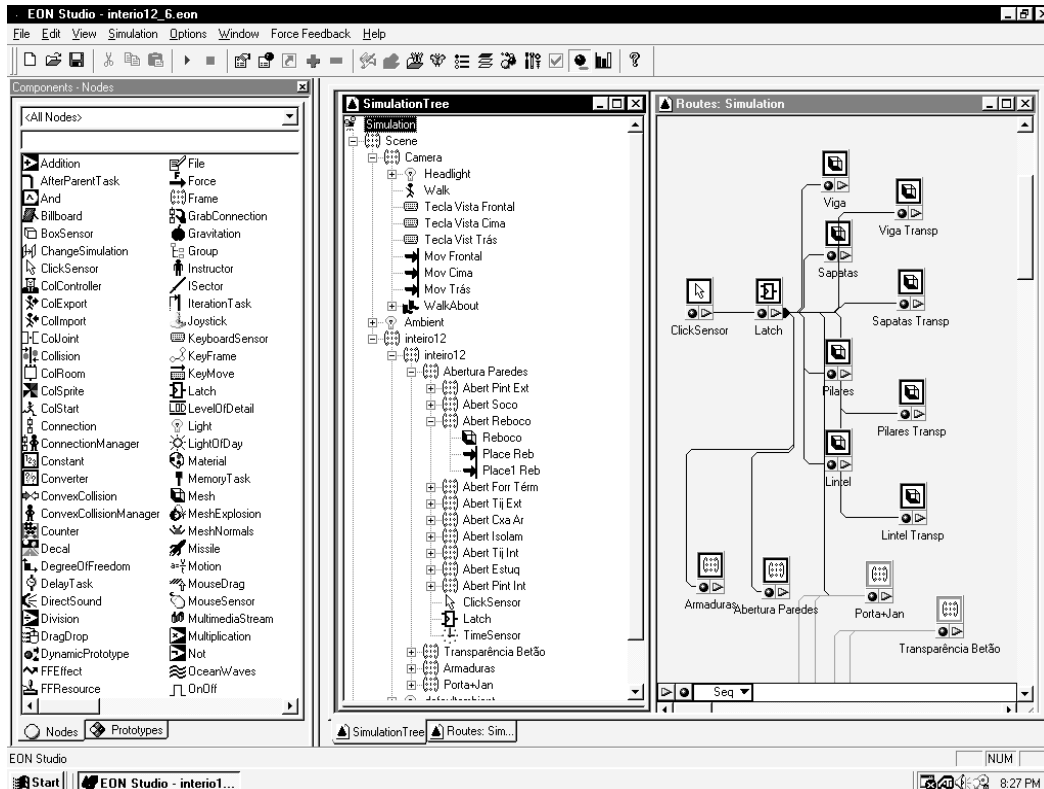 EON Studio - interio12_6.eon
File Edit View Simulation Options Window Force Feedback Help
Components - Nodes
<All Nodes>
Addition
AfterParentTask
And
Billboard
BoxSensor
ChangeSimulation
ClickSensor
ColController
ColExport
ColImport
ColJoint
Collision
ColRoom
ColSprite
ColStart
Connection
ConnectionManager
Constant
Converter
ConvexCollision
ConvexCollisionManager
Counter
Decal
DegreeOfFreedom
DelayTask
DirectSound
Division
DragDrop
DynamicPrototype
FFEffect
FFResource
File
Force
Frame
GrabConnection
Gravitation
Group
Instructor
ISector
IterationTask
Joystick
KeyboardSensor
KeyFrame
KeyMove
Latch
LevelOfDetail
Light
LightOfDay
Material
MemoryTask
Mesh
MeshExplosion
MeshNormals
Missile
Motion
MouseDrag
MouseSensor
MultimediaStream
Multiplication
Not
OceanWaves
OnOff
Nodes Prototypes
SimulationTree
Simulation
Scene
Camera
Headlight
Walk
Tecla Vista Frontal
Tecla Vista Cima
Tecla Vist Trás
Mov Frontal
Mov Cima
Mov Trás
WalkAbout
Ambient
inteiro12
inteiro12
Abertura Paredes
Abert Pint Ext
Abert Soco
Abert Reboco
Reboco
Place Reb
Place1 Reb
Abert Forr Térm
Abert Tij Ext
Abert Cxa Ar
Abert Isolam
Abert Tij Int
Abert Estuq
Abert Pint Int
ClickSensor
Latch
TimeSensor
Transparência Betão
Armaduras
Porta+Jan
defaultambient
SimulationTree Routes: Sim...
Routes: Simulation
Viga
Viga Transp
Sapatas
ClickSensor
Latch
Sapatas Transp
Pilares
Pilares Transp
Lintel
Lintel Transp
Armaduras
Abertura Paredes
Porta+Jan
Transparência Betão
Seq
EON Studio
NUM
Start EON Studio - interio1... 8:27 PM